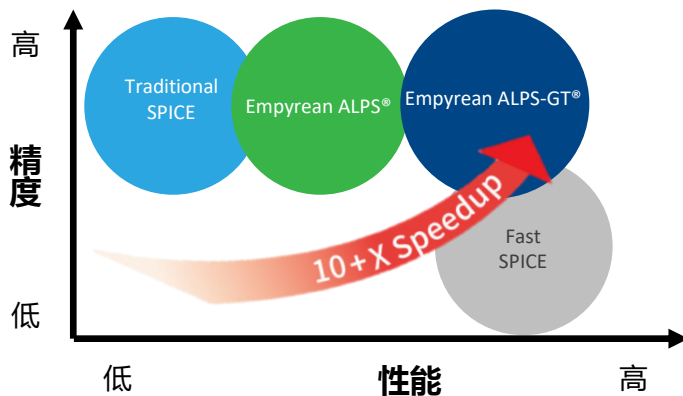 高
Traditional
SPICE
Empyrean ALPS®
Empyrean ALPS-GT®
精度
10+X Speedup
Fast
SPICE
低
低
性能
高